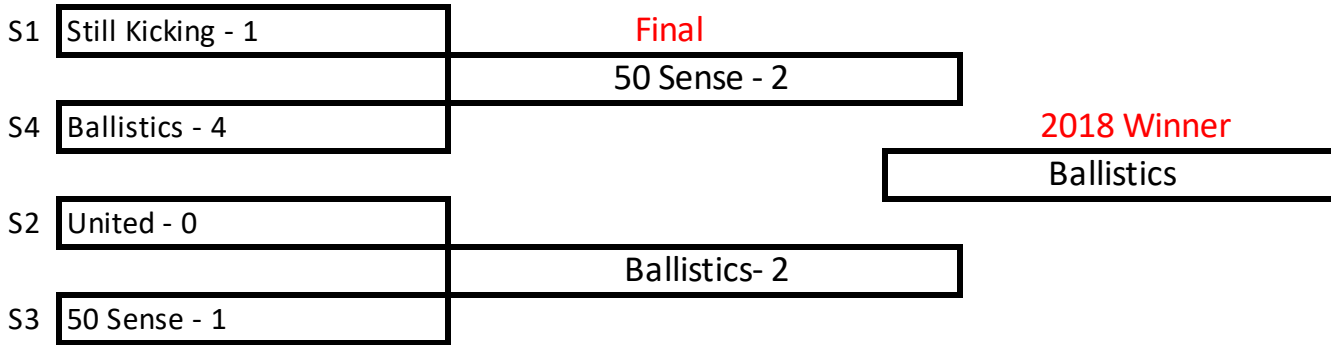 S1 Still Kicking - 1 Final
50 Sense - 2
S4 Ballistics - 4 2018 Winner
Ballistics
S2 United - 0
Ballistics- 2
S3 50 Sense - 1